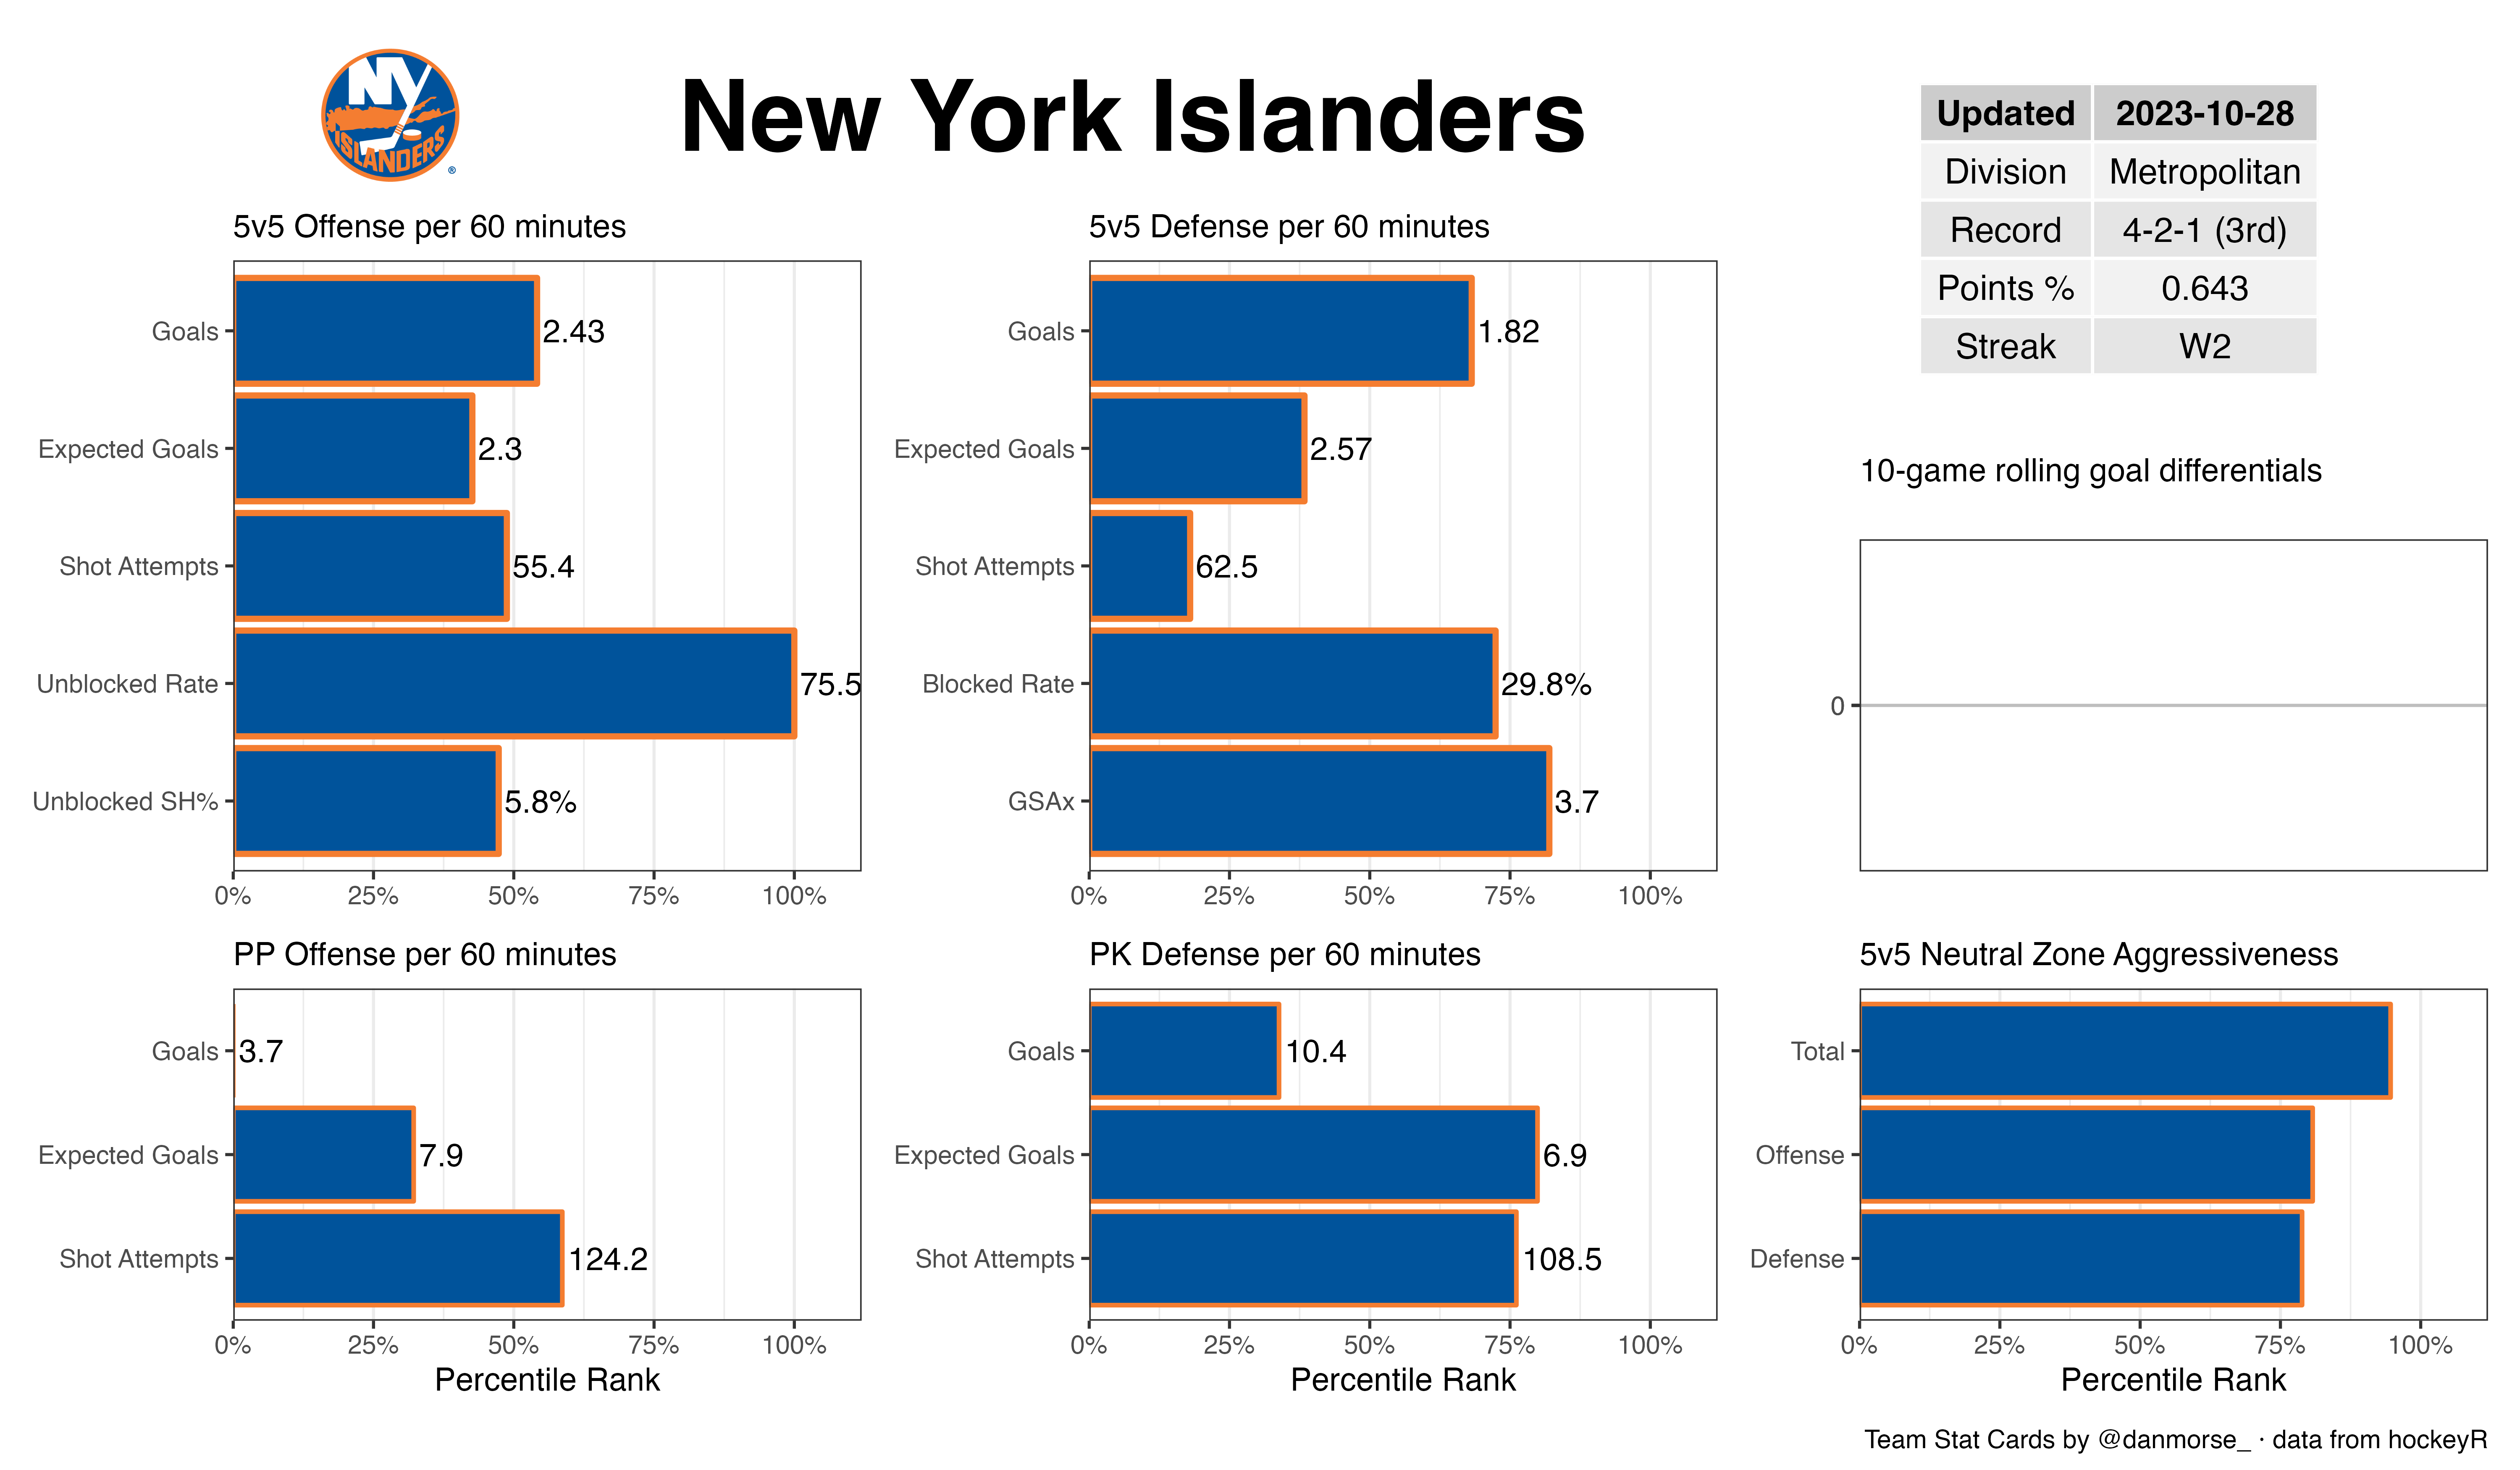 NY
ISLANDERS
®
New York Islanders
Updated 2023-10-28
Division Metropolitan
Record 4-2-1 (3rd)
Points % 0.643
Streak W2
5v5 Offense per 60 minutes
Goals 2.43
Expected Goals 2.3
Shot Attempts 55.4
Unblocked Rate 75.5
Unblocked SH% 5.8%
0% 25% 50% 75% 100%
5v5 Defense per 60 minutes
Goals 1.82
Expected Goals 2.57
Shot Attempts 62.5
Blocked Rate 29.8%
GSAx 3.7
0% 25% 50% 75% 100%
10-game rolling goal differentials
0
PP Offense per 60 minutes
Goals 3.7
Expected Goals 7.9
Shot Attempts 124.2
0% 25% 50% 75% 100%
Percentile Rank
PK Defense per 60 minutes
Goals 10.4
Expected Goals 6.9
Shot Attempts 108.5
0% 25% 50% 75% 100%
Percentile Rank
5v5 Neutral Zone Aggressiveness
Total
Offense
Defense
0% 25% 50% 75% 100%
Percentile Rank
Team Stat Cards by @danmorse_ · data from hockeyR